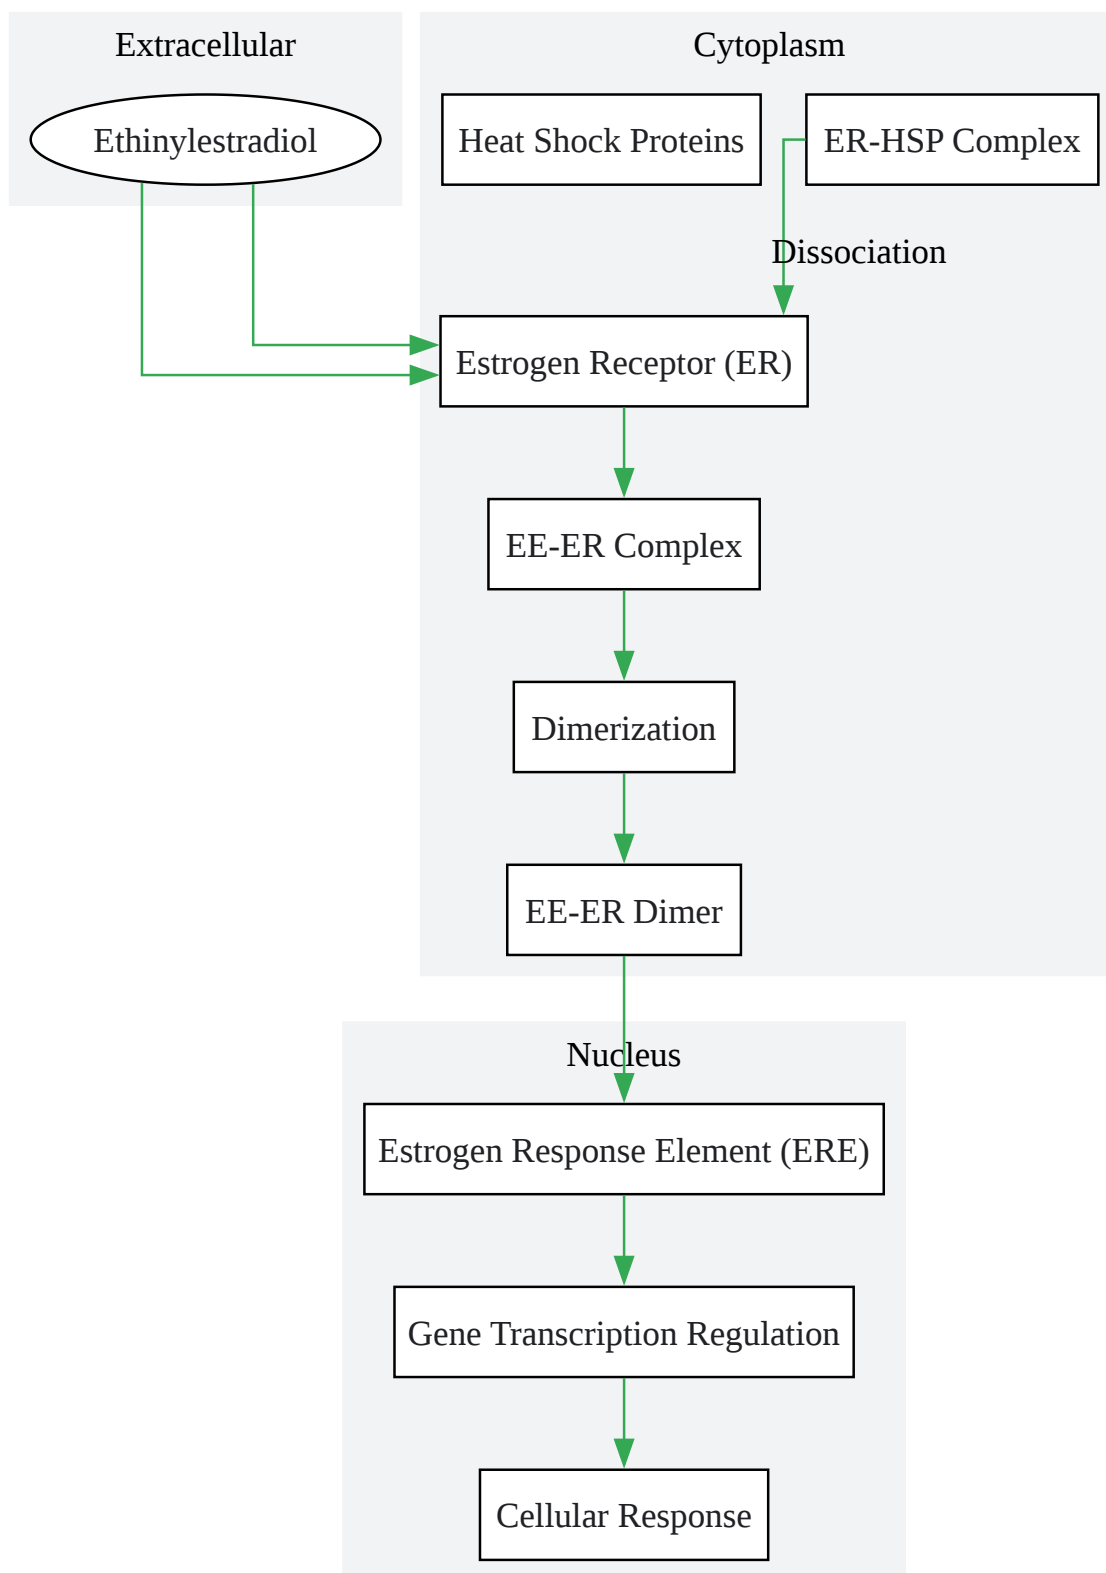 Extracellular
Cytoplasm
Ethinylestradiol
Heat Shock Proteins
ER-HSP Complex
Dissociation
Estrogen Receptor (ER)
EE-ER Complex
Dimerization
EE-ER Dimer
Nucleus
Estrogen Response Element (ERE)
Gene Transcription Regulation
Cellular Response